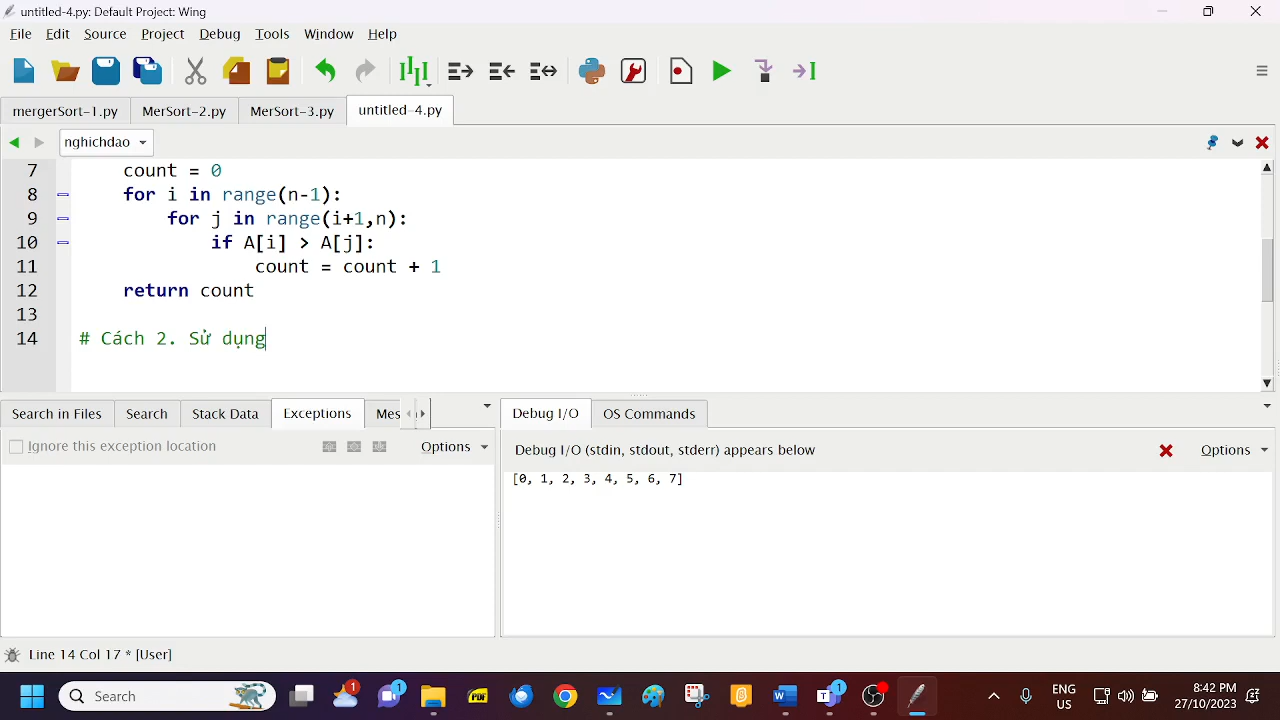 untitled-4.py: Default Project: Wing
File Edit Source Project Debug Tools Window Help
mergerSort-1.py MerSort-2.py MerSort-3.py untitled-4.py
nghichdao
7 count = 0
8 for i in range(n-1):
9 for j in range(i+1,n):
10 if A[i] > A[j]:
11 count = count + 1
12 return count
13
14 # Cách 2. Sử dụng
Search in Files Search Stack Data Exceptions Mes Debug I/O OS Commands
Ignore this exception location Options Debug I/O (stdin, stdout, stderr) appears below Options
[0, 1, 2, 3, 4, 5, 6, 7]
Line 14 Col 17 * [User]
Search 1 1 PDF 1 ENG 8:42 PM
US 27/10/2023